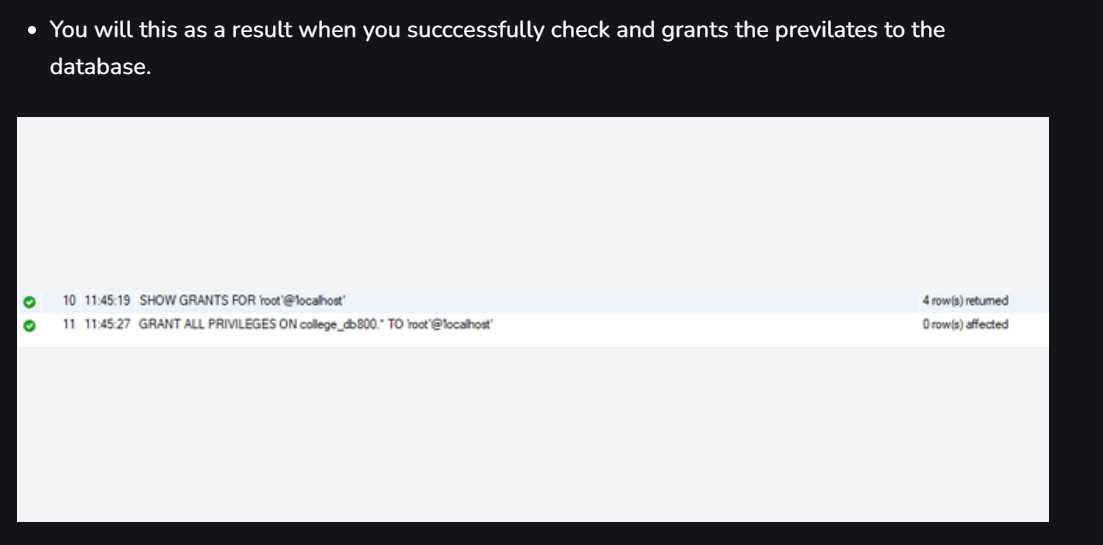 • You will this as a result when you succcessfully check and grants the previlates to the
database.
10 11:45:19 SHOW GRANTS FOR 'root'@'localhost' 4 row(s) returned
11 11:45:27 GRANT ALL PRIVILEGES ON college_db800.* TO 'root'@'localhost' 0 row(s) affected